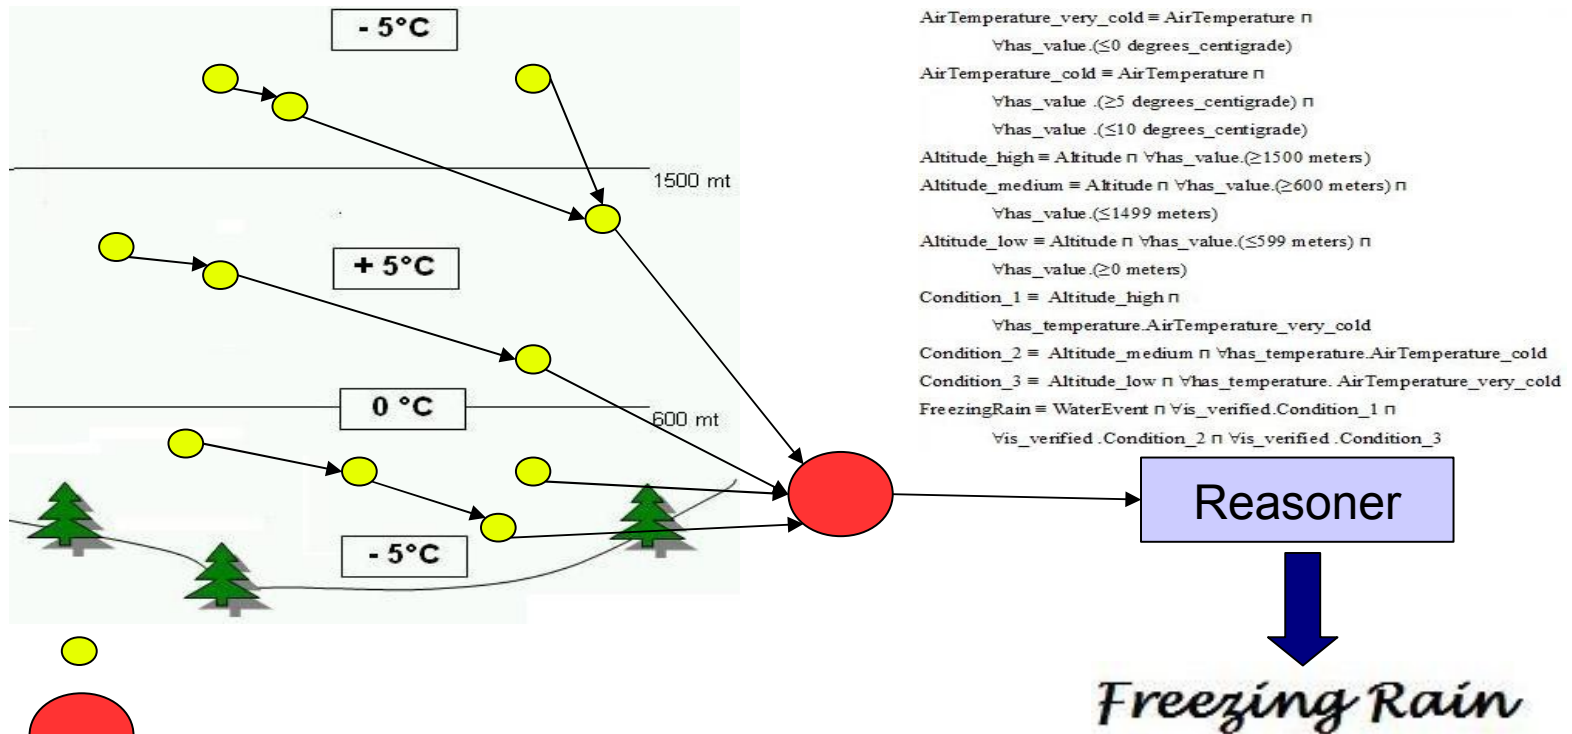 - 5°C
1500 mt
+ 5°C
0 °C
600 mt
- 5°C
AirTemperature_very_cold ≡ AirTemperature ⊓
∀has_value.(≤0 degrees_centigrade)
AirTemperature_cold ≡ AirTemperature ⊓
∀has_value .(≥5 degrees_centigrade) ⊓
∀has_value .(≤10 degrees_centigrade)
Altitude_high ≡ Altitude ⊓ ∀has_value.(≥1500 meters)
Altitude_medium ≡ Altitude ⊓ ∀has_value.(≥600 meters) ⊓
∀has_value.(≤1499 meters)
Altitude_low ≡ Altitude ⊓ ∀has_value.(≤599 meters) ⊓
∀has_value.(≥0 meters)
Condition_1 ≡ Altitude_high ⊓
∀has_temperature.AirTemperature_very_cold
Condition_2 ≡ Altitude_medium ⊓ ∀has_temperature.AirTemperature_cold
Condition_3 ≡ Altitude_low ⊓ ∀has_temperature. AirTemperature_very_cold
FreezingRain ≡ WaterEvent ⊓ ∀is_verified.Condition_1 ⊓
∀is_verified .Condition_2 ⊓ ∀is_verified .Condition_3
Reasoner
Freezing Rain